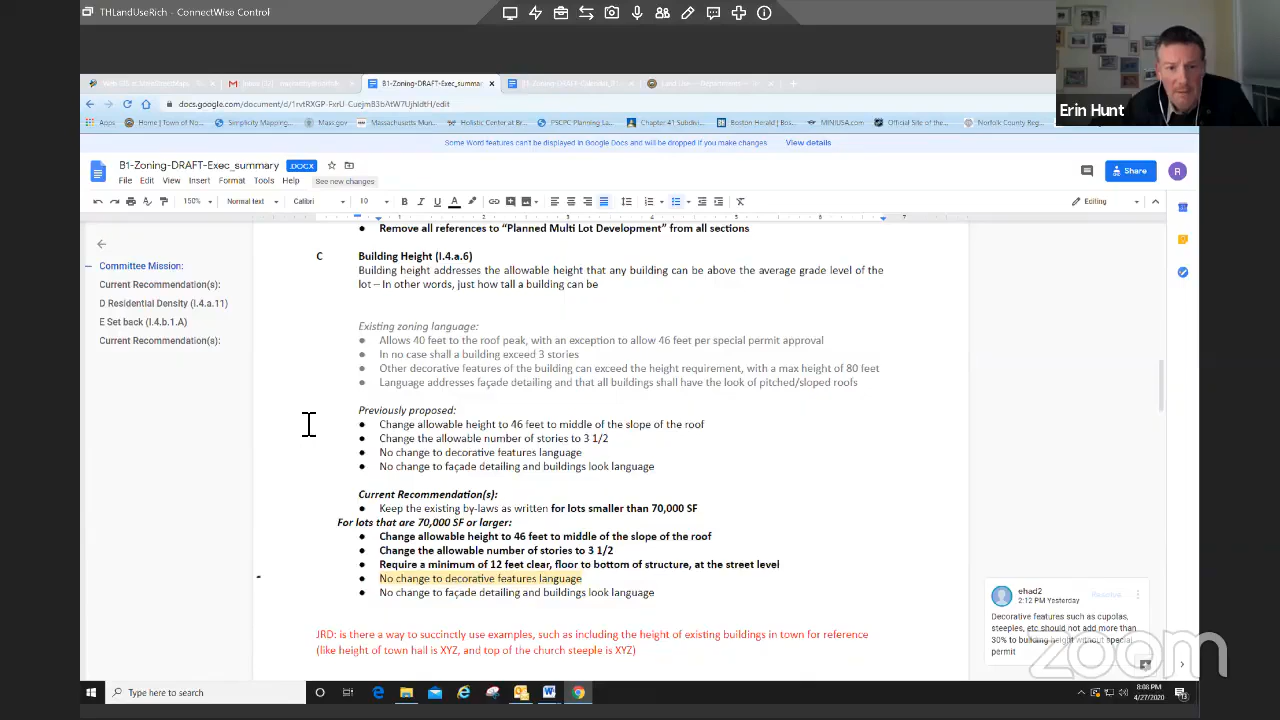 THLandUseRich - ConnectWise Control
Erin Hunt
B1-Zoning-DRAFT-Exec_summary
docs.google.com/document/d/
/edit
Apps
Home | Town of No...
Simplicity Mapping...
Mass.gov
Massachusetts Mun...
Holistic Center at Br...
PSCPC Planning La...
Chapter 41 Subdivi...
Boston Herald | Bos...
MINIUSA.com
Official Site of the...
Norfolk County Reg...
Some Word features can't be displayed in Google Docs and will be dropped if you make changes
View details
B1-Zoning-DRAFT-Exec_summary
.DOCX
File Edit View Insert Format Tools Help
See new changes
Share
R
150%
Normal text
Calibri
10
B I U A
Editing
Committee Mission:
Current Recommendation(s):
D Residential Density (I.4.a.11)
E Set back (I.4.b.1.A)
Current Recommendation(s):
● Remove all references to “Planned Multi Lot Development” from all sections
C Building Height (I.4.a.6)
Building height addresses the allowable height that any building can be above the average grade level of the
lot – In other words, just how tall a building can be
Existing zoning language:
● Allows 40 feet to the roof peak, with an exception to allow 46 feet per special permit approval
● In no case shall a building exceed 3 stories
● Other decorative features of the building can exceed the height requirement, with a max height of 80 feet
● Language addresses façade detailing and that all buildings shall have the look of pitched/sloped roofs
Previously proposed:
● Change allowable height to 46 feet to middle of the slope of the roof
● Change the allowable number of stories to 3 1/2
● No change to decorative features language
● No change to façade detailing and buildings look language
Current Recommendation(s):
● Keep the existing by-laws as written for lots smaller than 70,000 SF
For lots that are 70,000 SF or larger:
● Change allowable height to 46 feet to middle of the slope of the roof
● Change the allowable number of stories to 3 1/2
● Require a minimum of 12 feet clear, floor to bottom of structure, at the street level
● No change to decorative features language
● No change to façade detailing and buildings look language
JRD: is there a way to succinctly use examples, such as including the height of existing buildings in town for reference
(like height of town hall is XYZ, and top of the church steeple is XYZ)
ehad2
2:12 PM Yesterday
Decorative features such as cupolas,
steeples, etc should not add more than
30% to building height without special
permit
zoom
Type here to search
8:08 PM
4/27/2020